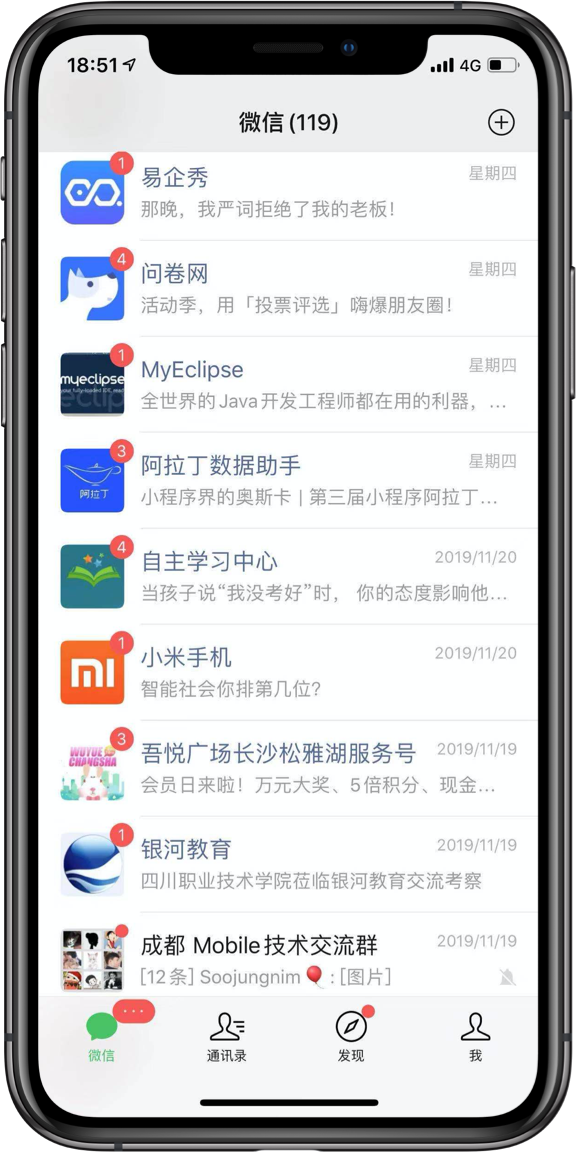 18:51
4G
微信(119)
1
易企秀
星期四
那晚，我严词拒绝了我的老板！
4
问卷网
星期四
活动季，用「投票评选」嗨爆朋友圈！
1
myeclipse
MyEclipse
星期四
全世界的Java开发工程师都在用的利器，...
3
阿拉丁
阿拉丁数据助手
星期四
小程序界的奥斯卡 | 第三届小程序阿拉丁...
4
自主学习中心
2019/11/20
当孩子说“我没考好”时， 你的态度影响他...
1
小米手机
2019/11/20
智能社会你排第几位？
3
WUYUE
CHANGSHA
吾悦广场长沙松雅湖服务号
2019/11/19
会员日来啦！万元大奖、5倍积分、现金...
1
银河教育
2019/11/19
四川职业技术学院莅临银河教育交流考察
成都 Mobile技术交流群
2019/11/19
[12条] Soojungnim🎈: [图片]
···
微信
通讯录
发现
我